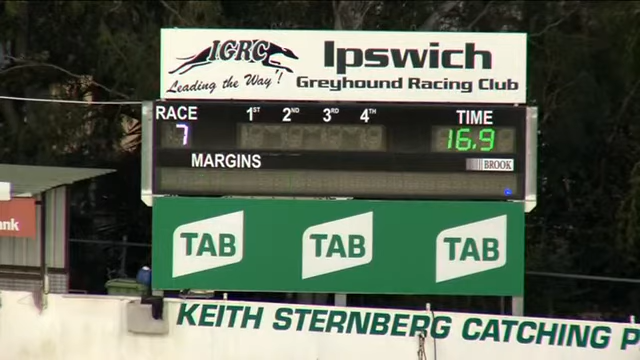 IGRC
Leading the Way!
Ipswich
Greyhound Racing Club
RACE 1ST 2ND 3RD 4TH TIME
7 16.9
MARGINS BROOK
TAB TAB TAB
nk
KEITH STERNBERG CATCHING P